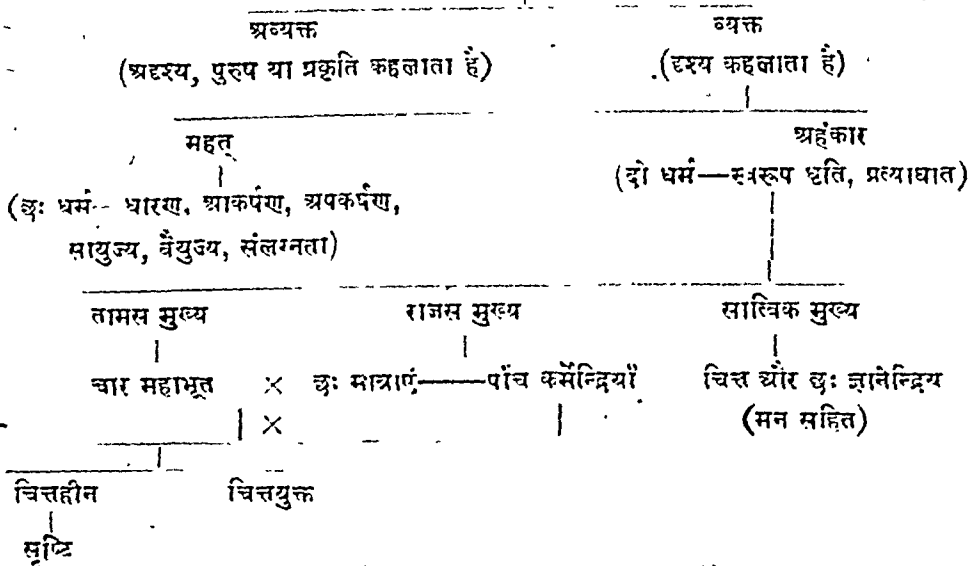 अव्यक्त व्यक्त
(अदृश्य, पुरुष या प्रकृति कहलाता है) (दृश्य कहलाता है)
महत् अहंकार
(दो धर्म—स्वरूप धृति, प्रत्याघात)
(छः धर्म-- धारण, आकर्षण, अपकर्षण,
सायुज्य, वैयुज्य, संलग्नता)
तामस मुख्य राजस मुख्य सात्विक मुख्य
चार महाभूत × छः मात्राएं——पाँच कर्मेन्द्रियाँ चित्त और छः ज्ञानेन्द्रिय
× (मन सहित)
चित्तहीन चित्तयुक्त
सृष्टि